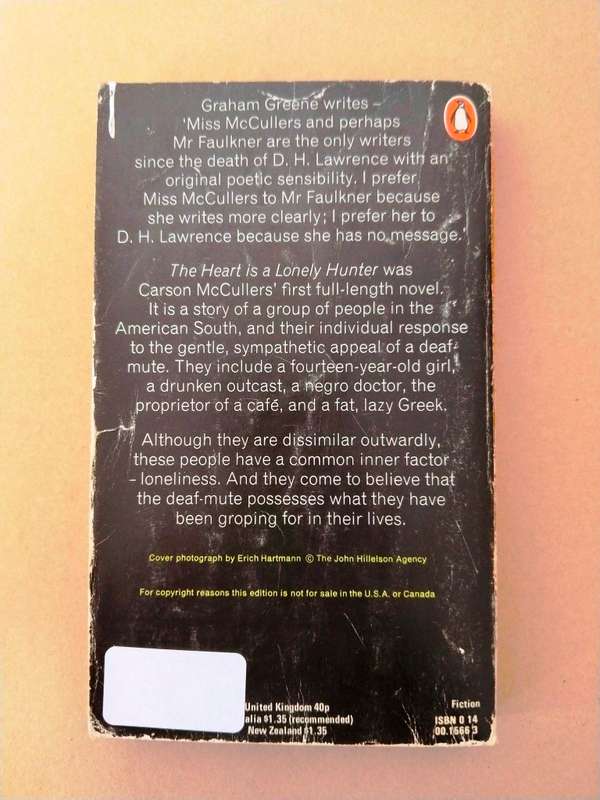 Graham Greene writes –
'Miss McCullers and perhaps
Mr Faulkner are the only writers
since the death of D. H. Lawrence with an
original poetic sensibility. I prefer
Miss McCullers to Mr Faulkner because
she writes more clearly; I prefer her to
D. H. Lawrence because she has no message.'
The Heart is a Lonely Hunter was
Carson McCullers' first full-length novel.
It is a story of a group of people in the
American South, and their individual response
to the gentle, sympathetic appeal of a deaf-
mute. They include a fourteen-year-old girl,
a drunken outcast, a negro doctor, the
proprietor of a café, and a fat, lazy Greek.
Although they are dissimilar outwardly,
these people have a common inner factor
– loneliness. And they come to believe that
the deaf-mute possesses what they have
been groping for in their lives.
Cover photograph by Erich Hartmann © The John Hillelson Agency
For copyright reasons this edition is not for sale in the U.S.A. or Canada
United Kingdom 40p
alia $1.35 (recommended)
New Zealand $1.35
Fiction
ISBN 0 14
00.1566 3